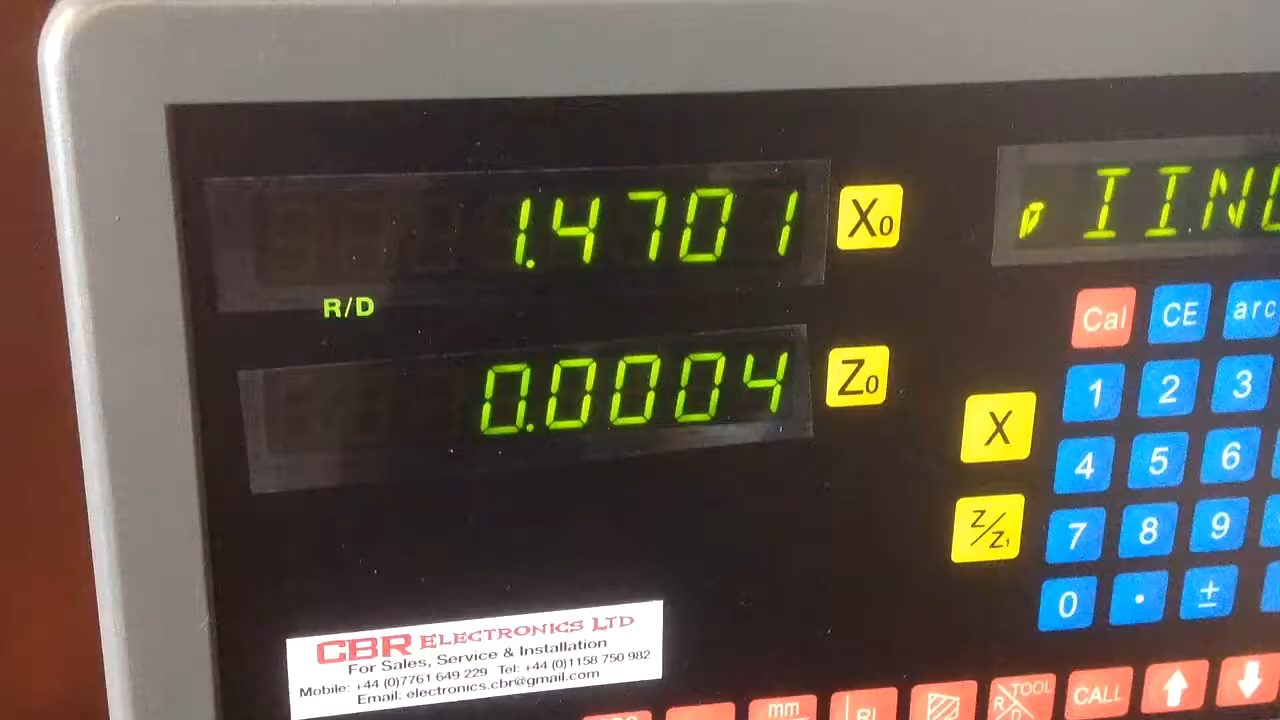 1.4701
X0
R/D
0.0004
Z0
Cal CE arc
1 2 3
X
4 5 6
Z/Z1
7 8 9
0 . ±
CBR ELECTRONICS LTD
For Sales, Service & Installation
Mobile: +44 (0)7761 649 229 Tel: +44 (0)1158 750 982
Email: electronics.cbr@gmail.com
mm
TOOL
R/D
CALL